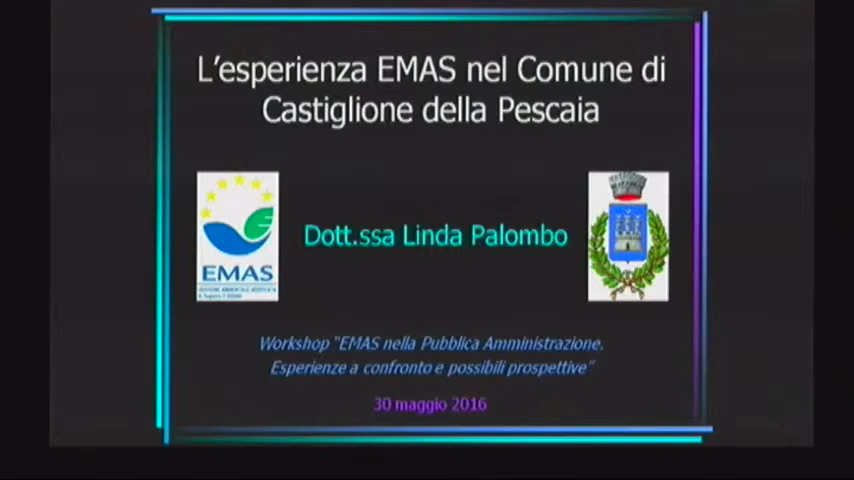 L'esperienza EMAS nel Comune di
Castiglione della Pescaia
EMAS
Dott.ssa Linda Palombo
Workshop "EMAS nella Pubblica Amministrazione.
Esperienze a confronto e possibili prospettive"
30 maggio 2016